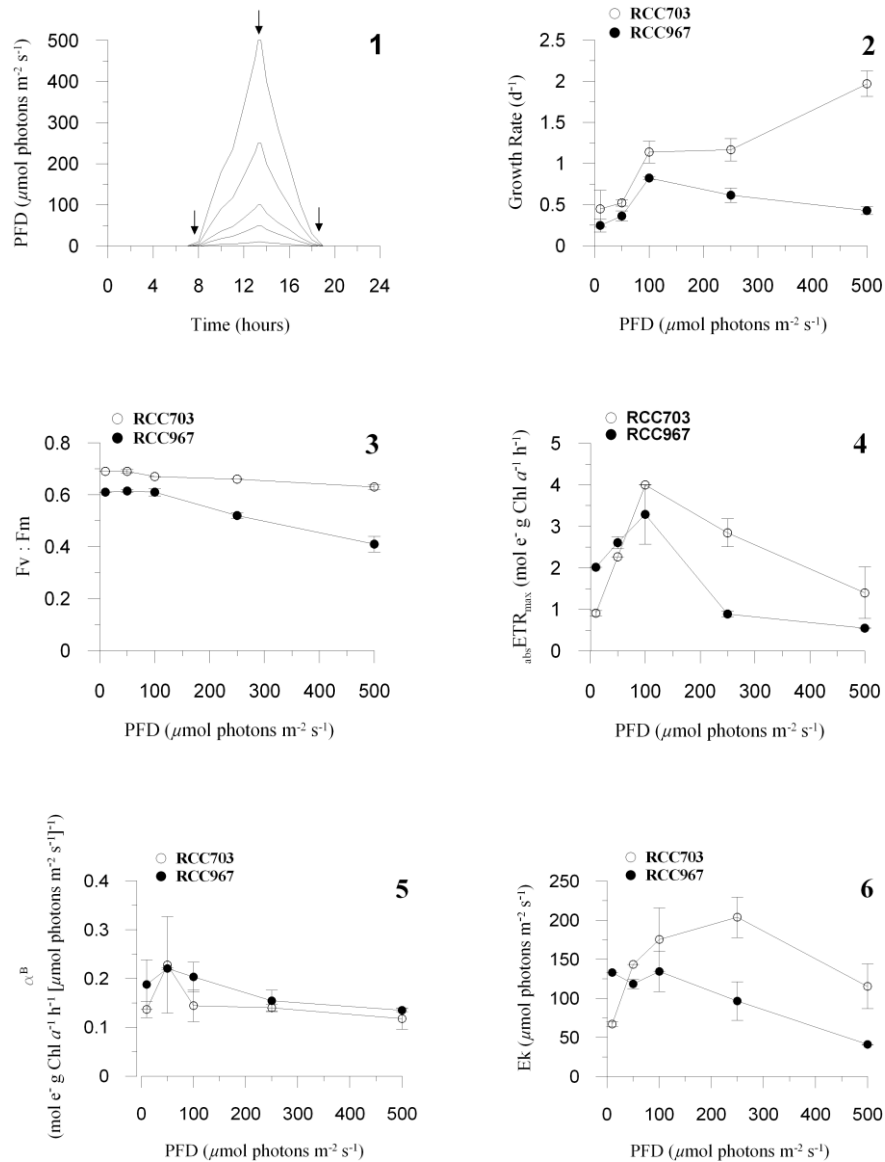 1
PFD (µmol photons m⁻² s⁻¹)
500
400
300
200
100
0
0 4 8 12 16 20 24
Time (hours)
RCC703
RCC967
2
Growth Rate (d⁻¹)
2.5
2
1.5
1
0.5
0
0 100 200 300 400 500
PFD (µmol photons m⁻² s⁻¹)
RCC703
RCC967
3
Fv : Fm
0.8
0.6
0.4
0.2
0
0 100 200 300 400 500
PFD (µmol photons m⁻² s⁻¹)
RCC703
RCC967
4
absETRmax (mol e⁻ g Chl a⁻¹ h⁻¹)
5
4
3
2
1
0
0 100 200 300 400 500
PFD (µmol photons m⁻² s⁻¹)
RCC703
RCC967
5
αᴮ
(mol e⁻ g Chl a⁻¹ h⁻¹ [µmol photons m⁻² s⁻¹]⁻¹)
0.4
0.3
0.2
0.1
0
0 100 200 300 400 500
PFD (µmol photons m⁻² s⁻¹)
RCC703
RCC967
6
Ek (µmol photons m⁻² s⁻¹)
250
200
150
100
50
0
0 100 200 300 400 500
PFD (µmol photons m⁻² s⁻¹)